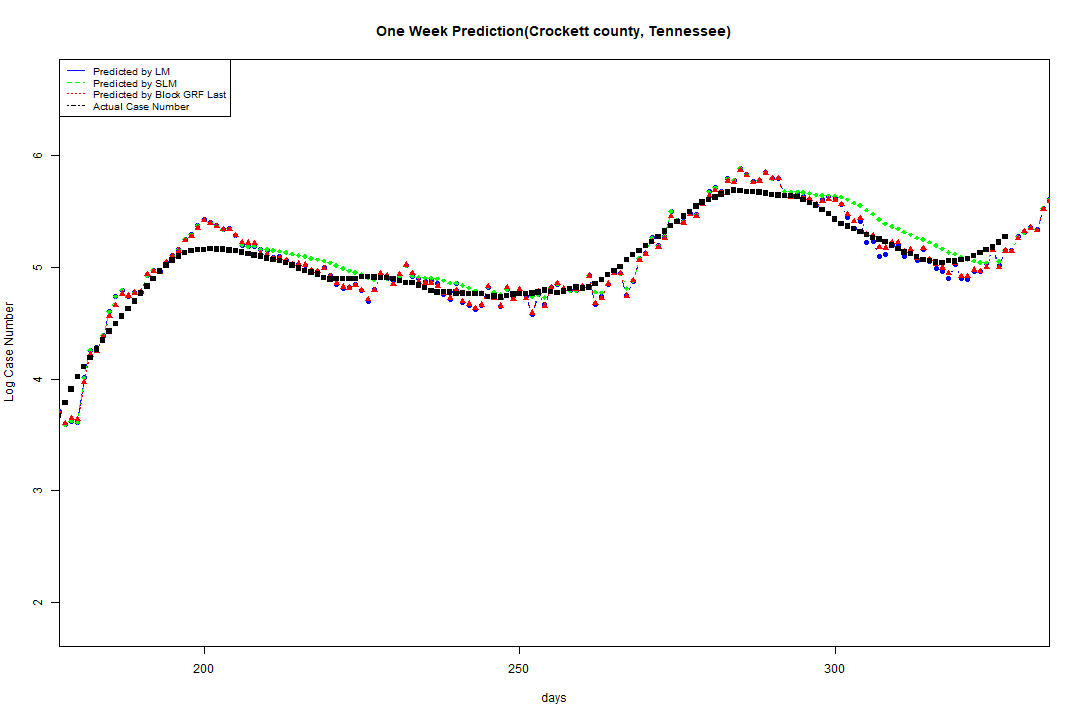 One Week Prediction(Crockett county, Tennessee)
Predicted by LM
Predicted by SLM
Predicted by Block GRF Last
Actual Case Number
6
5
4
3
2
Log Case Number
200
250
300
days